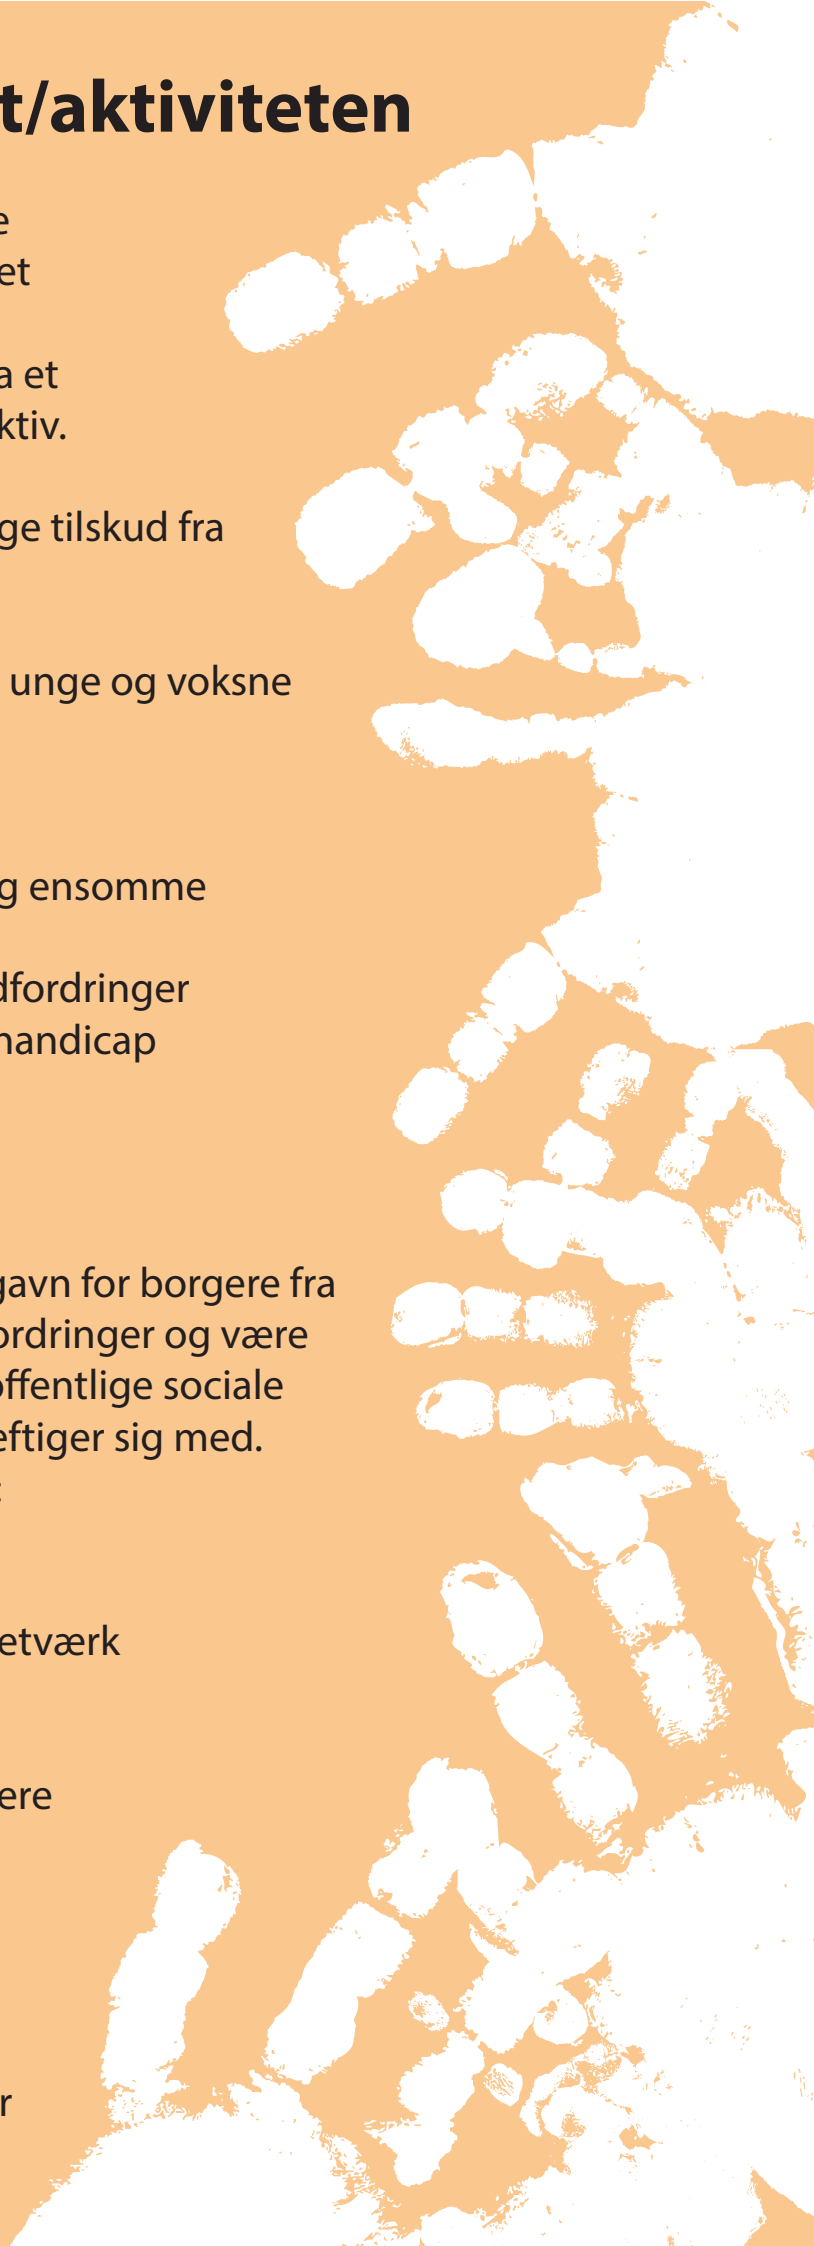 t/aktiviteten
e
et
a et
ktiv.
ge tilskud fra
unge og voksne
g ensomme
dfordringer
handicap
gavn for borgere fra
ordringer og være
offentlige sociale
eftiger sig med.
:
etværk
ere
r